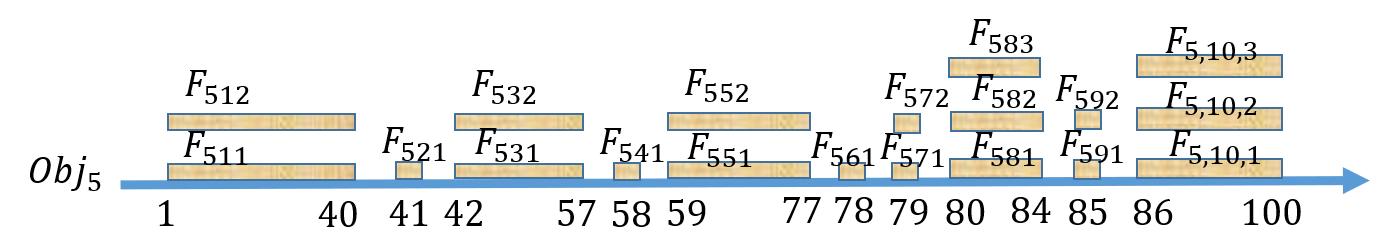 F₅₈₃ F₅,₁₀,₃
F₅₁₂ F₅₃₂ F₅₅₂ F₅₇₂ F₅₈₂ F₅₉₂ F₅,₁₀,₂
F₅₁₁ F₅₂₁ F₅₃₁ F₅₄₁ F₅₅₁ F₅₆₁ F₅₇₁ F₅₈₁ F₅₉₁ F₅,₁₀,₁
Obj₅
1 40 41 42 57 58 59 77 78 79 80 84 85 86 100